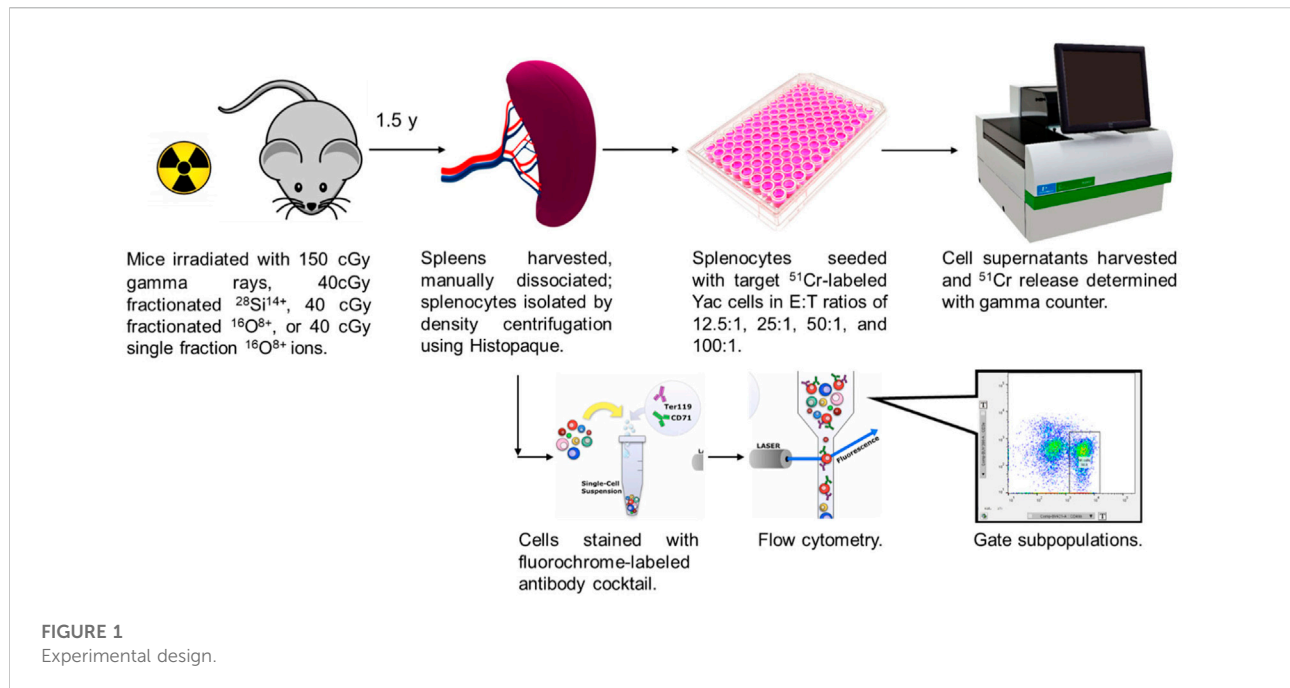 1.5 y
Mice irradiated with 150 cGy
gamma rays, 40cGy
fractionated ²⁸Si¹⁴⁺, 40 cGy
fractionated ¹⁶O⁸⁺, or 40 cGy
single fraction ¹⁶O⁸⁺ ions.
Spleens harvested,
manually dissociated;
splenocytes isolated by
density centrifugation
using Histopaque.
Splenocytes seeded
with target ⁵¹Cr-labeled
Yac cells in E:T ratios of
12.5:1, 25:1, 50:1, and
100:1.
Cell supernatants harvested
and ⁵¹Cr release determined
with gamma counter.
Ter119
CD71
Single-Cell
Suspension
LASER
Fluorescence
T
T
Cells stained with
fluorochrome-labeled
antibody cocktail.
Flow cytometry.
Gate subpopulations.
FIGURE 1
Experimental design.